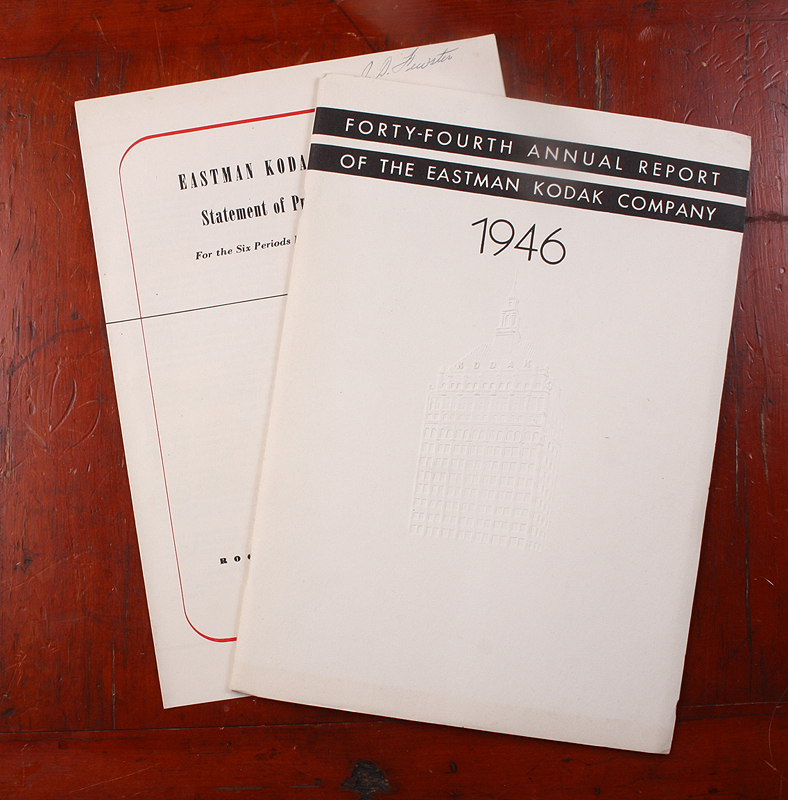 FORTY-FOURTH ANNUAL REPORT
OF THE EASTMAN KODAK COMPANY
1946
KODAK
EASTMAN KODA
Statement of Pr
For the Six Periods
ROC